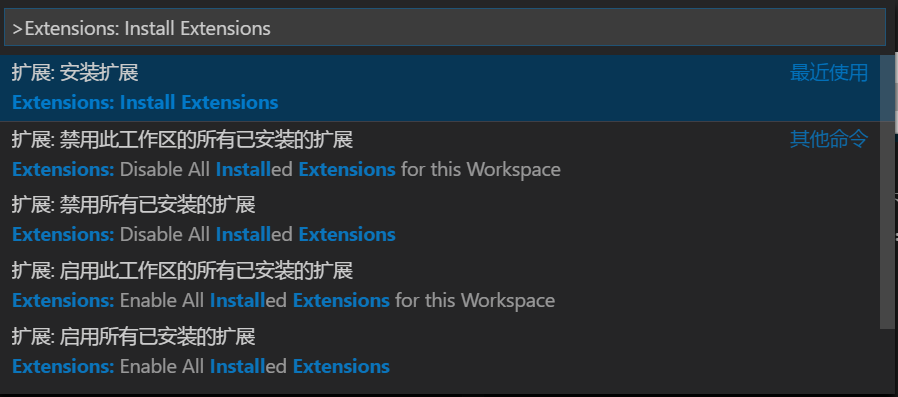 >Extensions: Install Extensions
扩展: 安装扩展 最近使用
Extensions: Install Extensions
扩展: 禁用此工作区的所有已安装的扩展 其他命令
Extensions: Disable All Installed Extensions for this Workspace
扩展: 禁用所有已安装的扩展
Extensions: Disable All Installed Extensions
扩展: 启用此工作区的所有已安装的扩展
Extensions: Enable All Installed Extensions for this Workspace
扩展: 启用所有已安装的扩展
Extensions: Enable All Installed Extensions